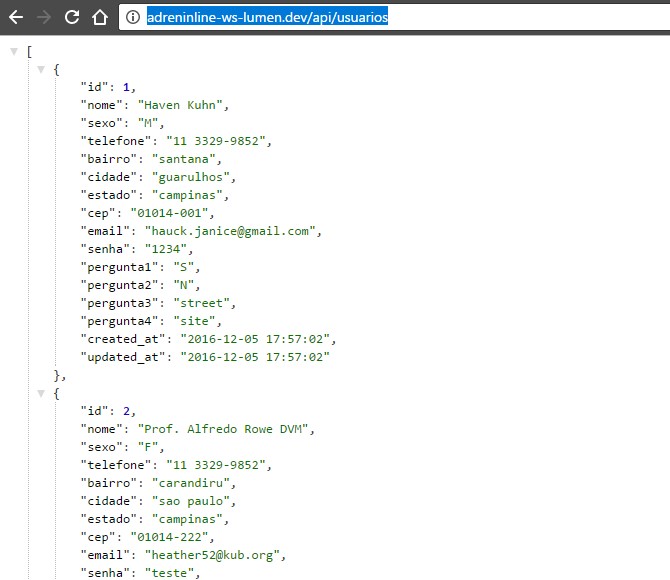 adreninline-ws-lumen.dev/api/usuarios
[
{
"id": 1,
"nome": "Haven Kuhn",
"sexo": "M",
"telefone": "11 3329-9852",
"bairro": "santana",
"cidade": "guarulhos",
"estado": "campinas",
"cep": "01014-001",
"email": "hauck.janice@gmail.com",
"senha": "1234",
"pergunta1": "S",
"pergunta2": "N",
"pergunta3": "street",
"pergunta4": "site",
"created_at": "2016-12-05 17:57:02",
"updated_at": "2016-12-05 17:57:02"
},
{
"id": 2,
"nome": "Prof. Alfredo Rowe DVM",
"sexo": "F",
"telefone": "11 3329-9852",
"bairro": "carandiru",
"cidade": "sao paulo",
"estado": "campinas",
"cep": "01014-222",
"email": "heather52@kub.org",
"senha": "teste",